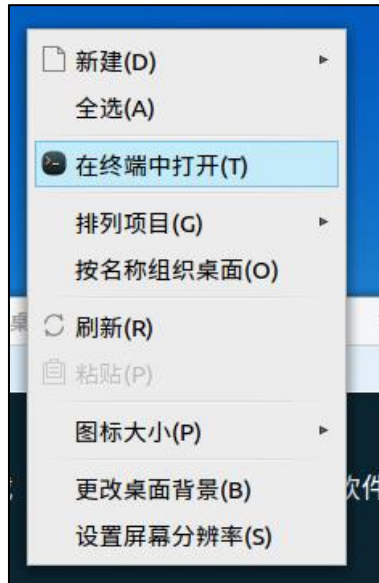 新建(D)
全选(A)
在终端中打开(T)
排列项目(G)
按名称组织桌面(O)
刷新(R)
粘贴(P)
图标大小(P)
更改桌面背景(B)
软件
设置屏幕分辨率(S)